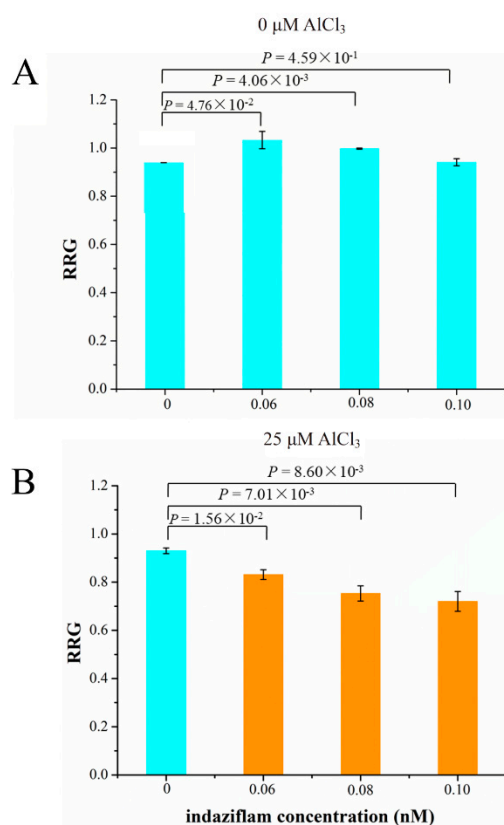 0 μM AlCl₃
A
P = 4.59×10⁻¹
P = 4.06×10⁻³
P = 4.76×10⁻²
1.2
1.0
0.8
0.6
0.4
0.2
0.0
RRG
0 0.06 0.08 0.10
25 μM AlCl₃
B
P = 8.60×10⁻³
P = 7.01×10⁻³
P = 1.56×10⁻²
1.2
1.0
0.8
0.6
0.4
0.2
0.0
RRG
0 0.06 0.08 0.10
indaziflam concentration (nM)